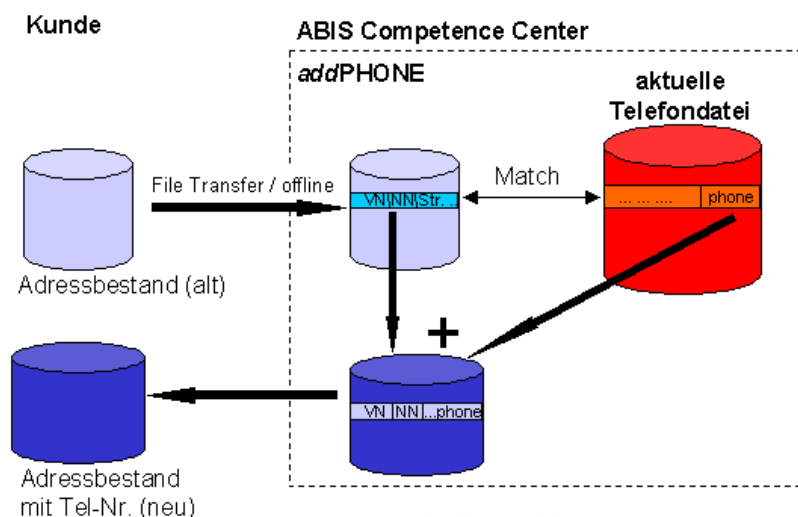 Kunde
ABIS Competence Center
addPHONE
aktuelle
Telefondatei
File Transfer / offline
VN\NN\Str. ..
Match
... ... ....
phone
Adressbestand (alt)
+
VN |NN|...phone
Adressbestand
mit Tel-Nr. (neu)